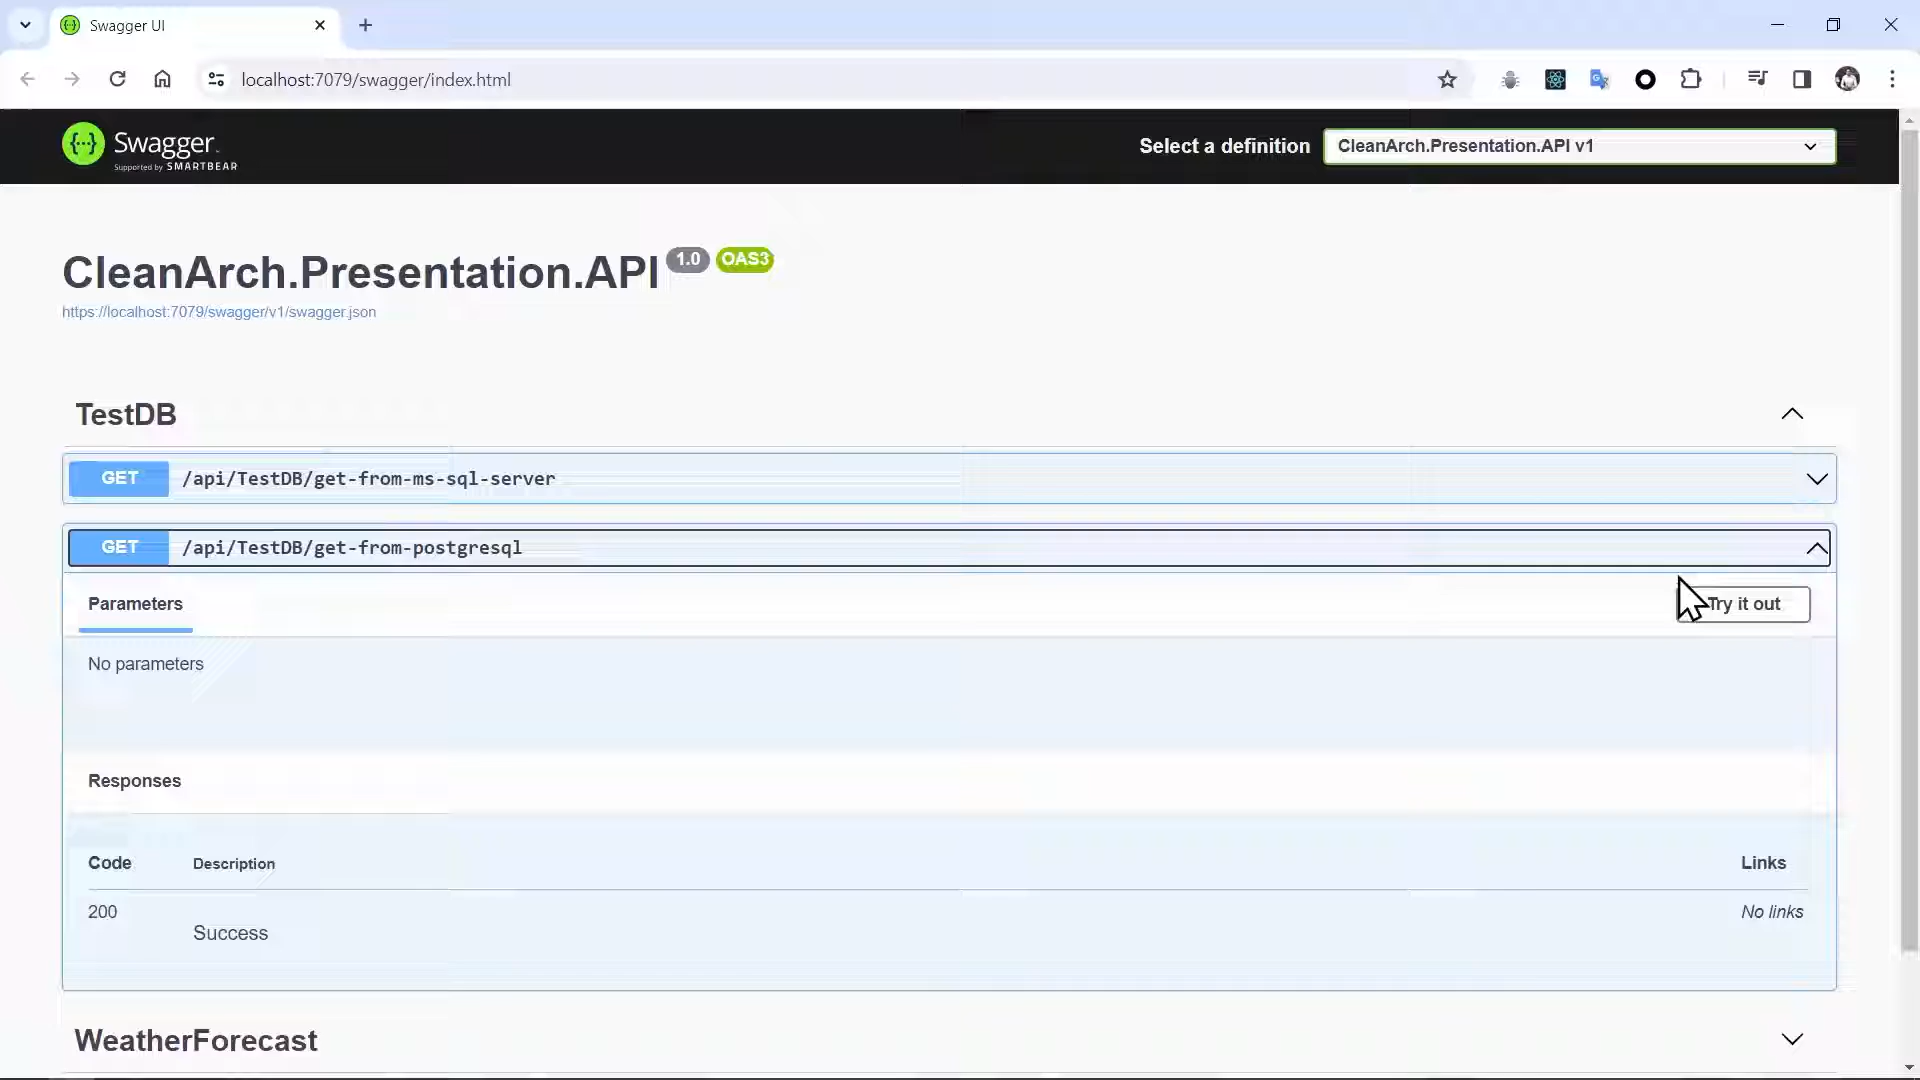 Swagger UI
localhost:7079/swagger/index.html
Swagger
Supported by SMARTBEAR
Select a definition
CleanArch.Presentation.API v1
CleanArch.Presentation.API 1.0 OAS3
https://localhost:7079/swagger/v1/swagger.json
TestDB
GET /api/TestDB/get-from-ms-sql-server
GET /api/TestDB/get-from-postgresql
Parameters
Try it out
No parameters
Responses
Code Description Links
200 No links
Success
WeatherForecast